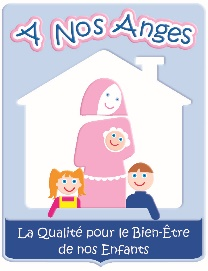 A Nos Anges
La Qualité pour le Bien-Être
de nos Enfants